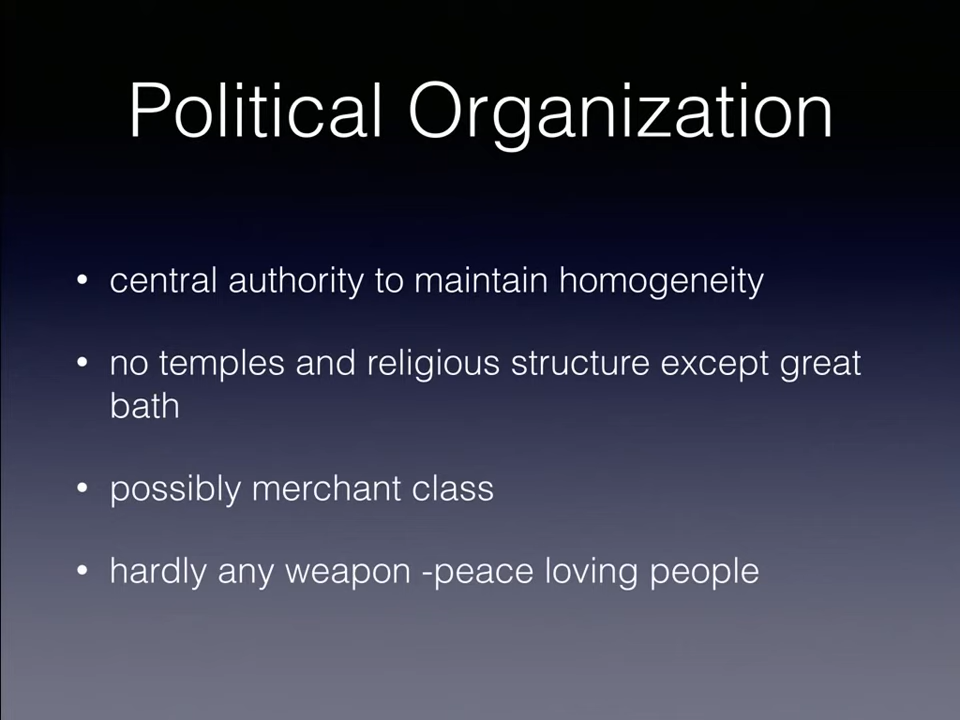 Political Organization
• central authority to maintain homogeneity
• no temples and religious structure except great
bath
• possibly merchant class
• hardly any weapon -peace loving people